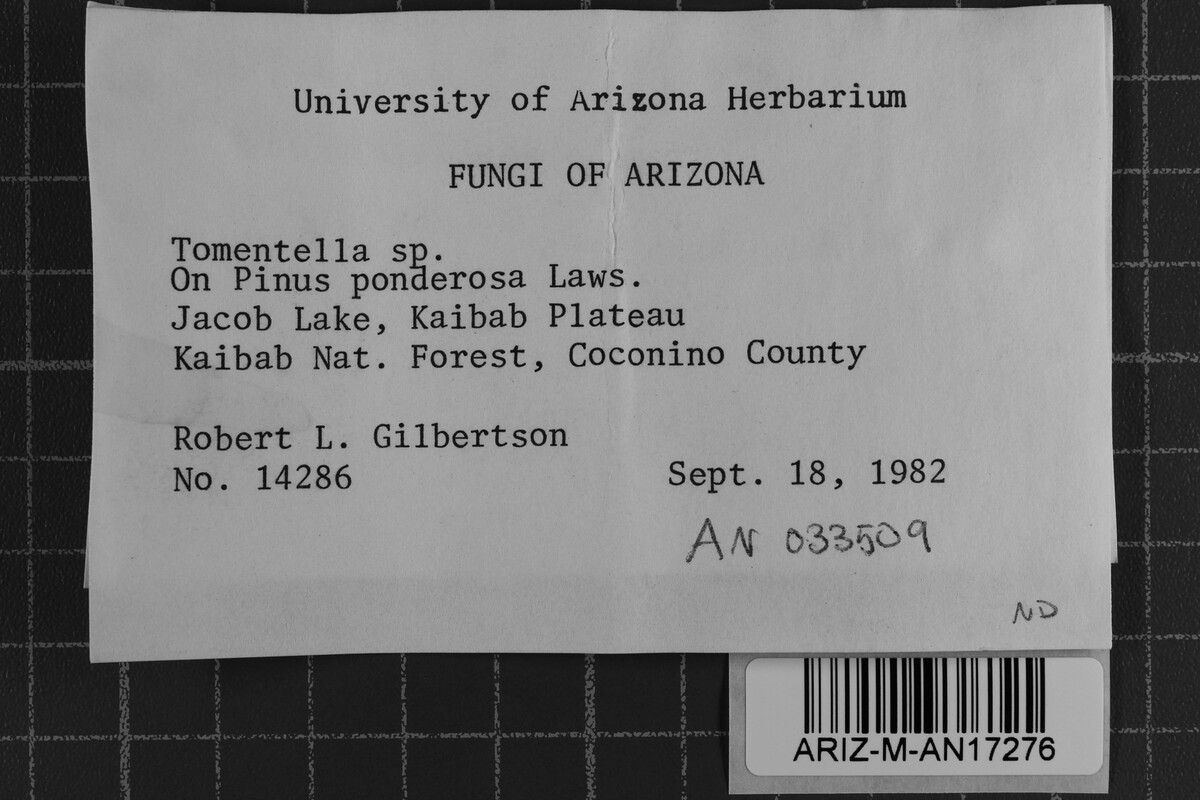 University of Arizona Herbarium
FUNGI OF ARIZONA
Tomentella sp.
On Pinus ponderosa Laws.
Jacob Lake, Kaibab Plateau
Kaibab Nat. Forest, Coconino County
Robert L. Gilbertson
No. 14286
Sept. 18, 1982
AN 033509
ND
ARIZ-M-AN17276